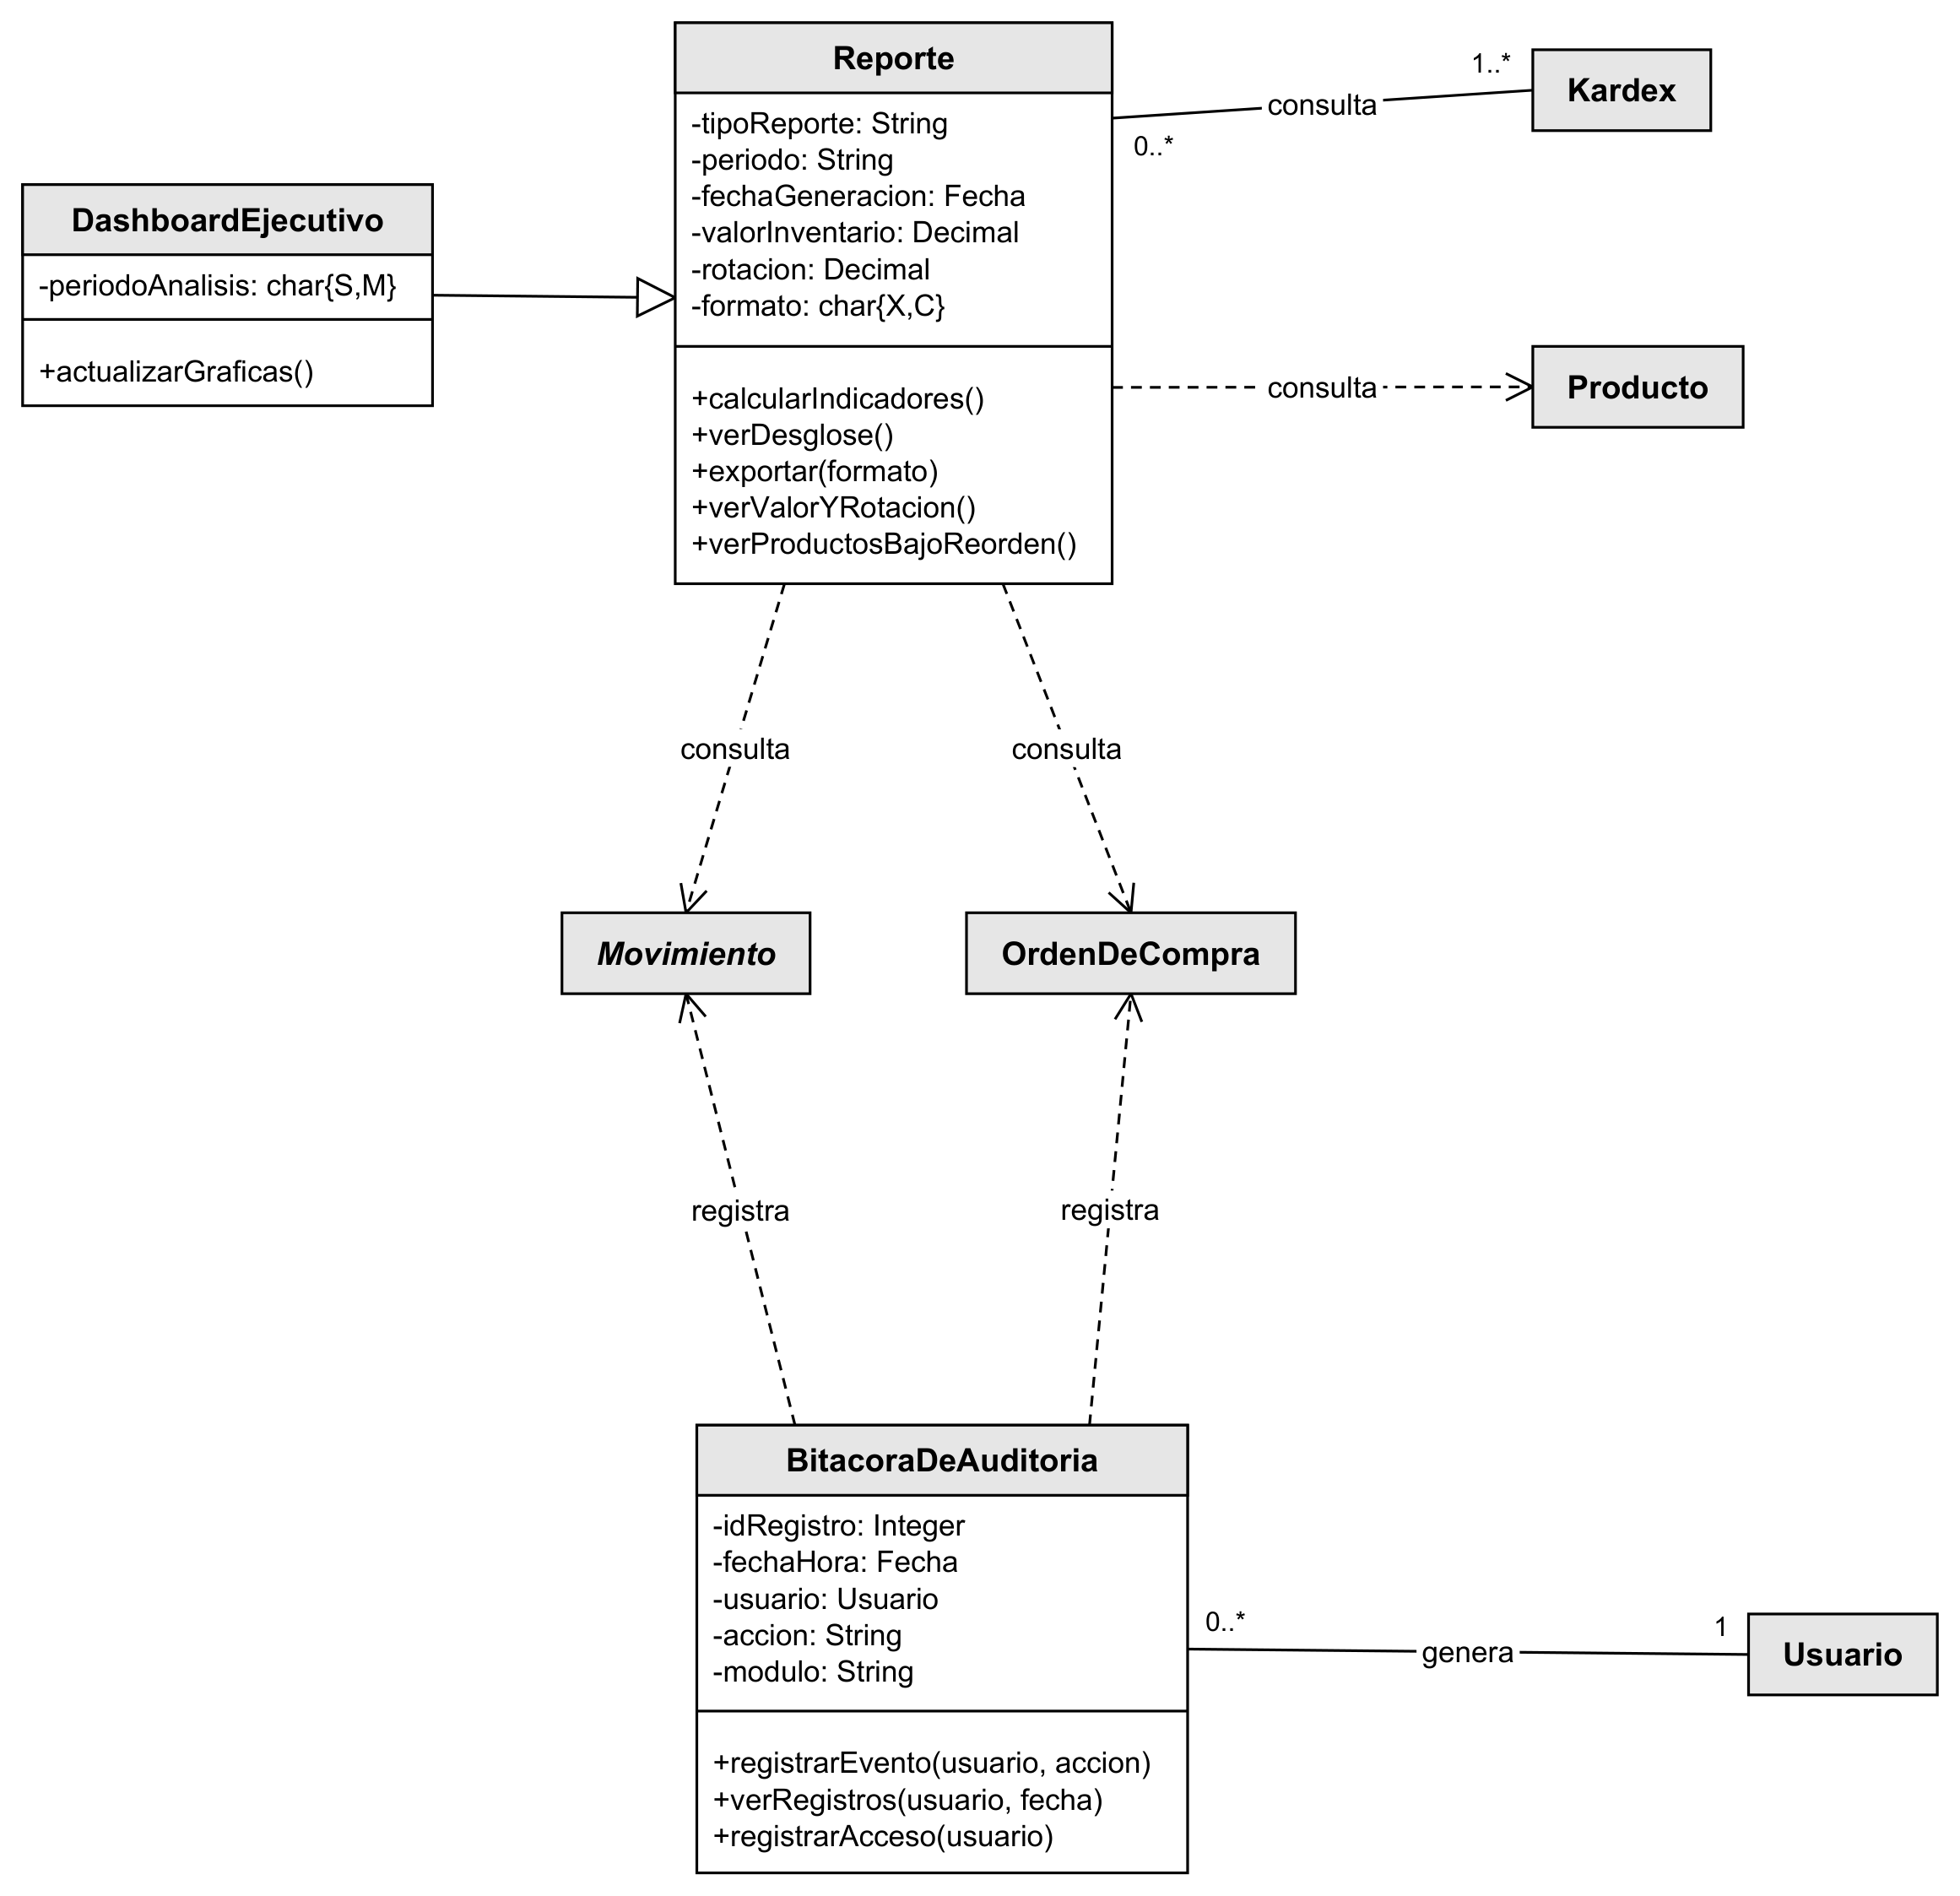 Reporte
-tipoReporte: String
-periodo: String
-fechaGeneracion: Fecha
-valorInventario: Decimal
-rotacion: Decimal
-formato: char{X,C}
+calcularIndicadores()
+verDesglose()
+exportar(formato)
+verValorYRotacion()
+verProductosBajoReorden()
1..*
consulta
0..*
Kardex
DashboardEjecutivo
-periodoAnalisis: char{S,M}
+actualizarGraficas()
consulta
Producto
consulta
consulta
Movimiento
OrdenDeCompra
registra
registra
BitacoraDeAuditoria
-idRegistro: Integer
-fechaHora: Fecha
-usuario: Usuario
-accion: String
-modulo: String
+registrarEvento(usuario, accion)
+verRegistros(usuario, fecha)
+registrarAcceso(usuario)
0..*
genera
1
Usuario